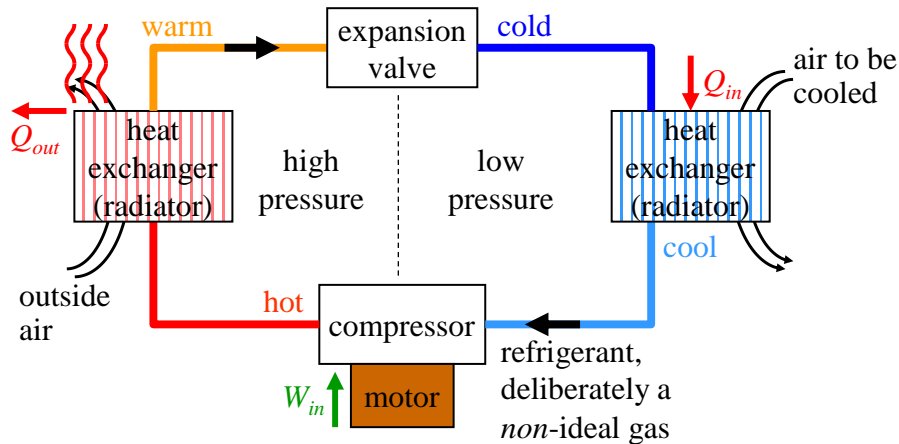 warm
expansion
valve
cold
air to be
cooled
Q_in
Q_out
heat
exchanger
(radiator)
high
pressure
low
pressure
heat
exchanger
(radiator)
cool
outside
air
hot
compressor
refrigerant,
deliberately a
non-ideal gas
W_in
motor